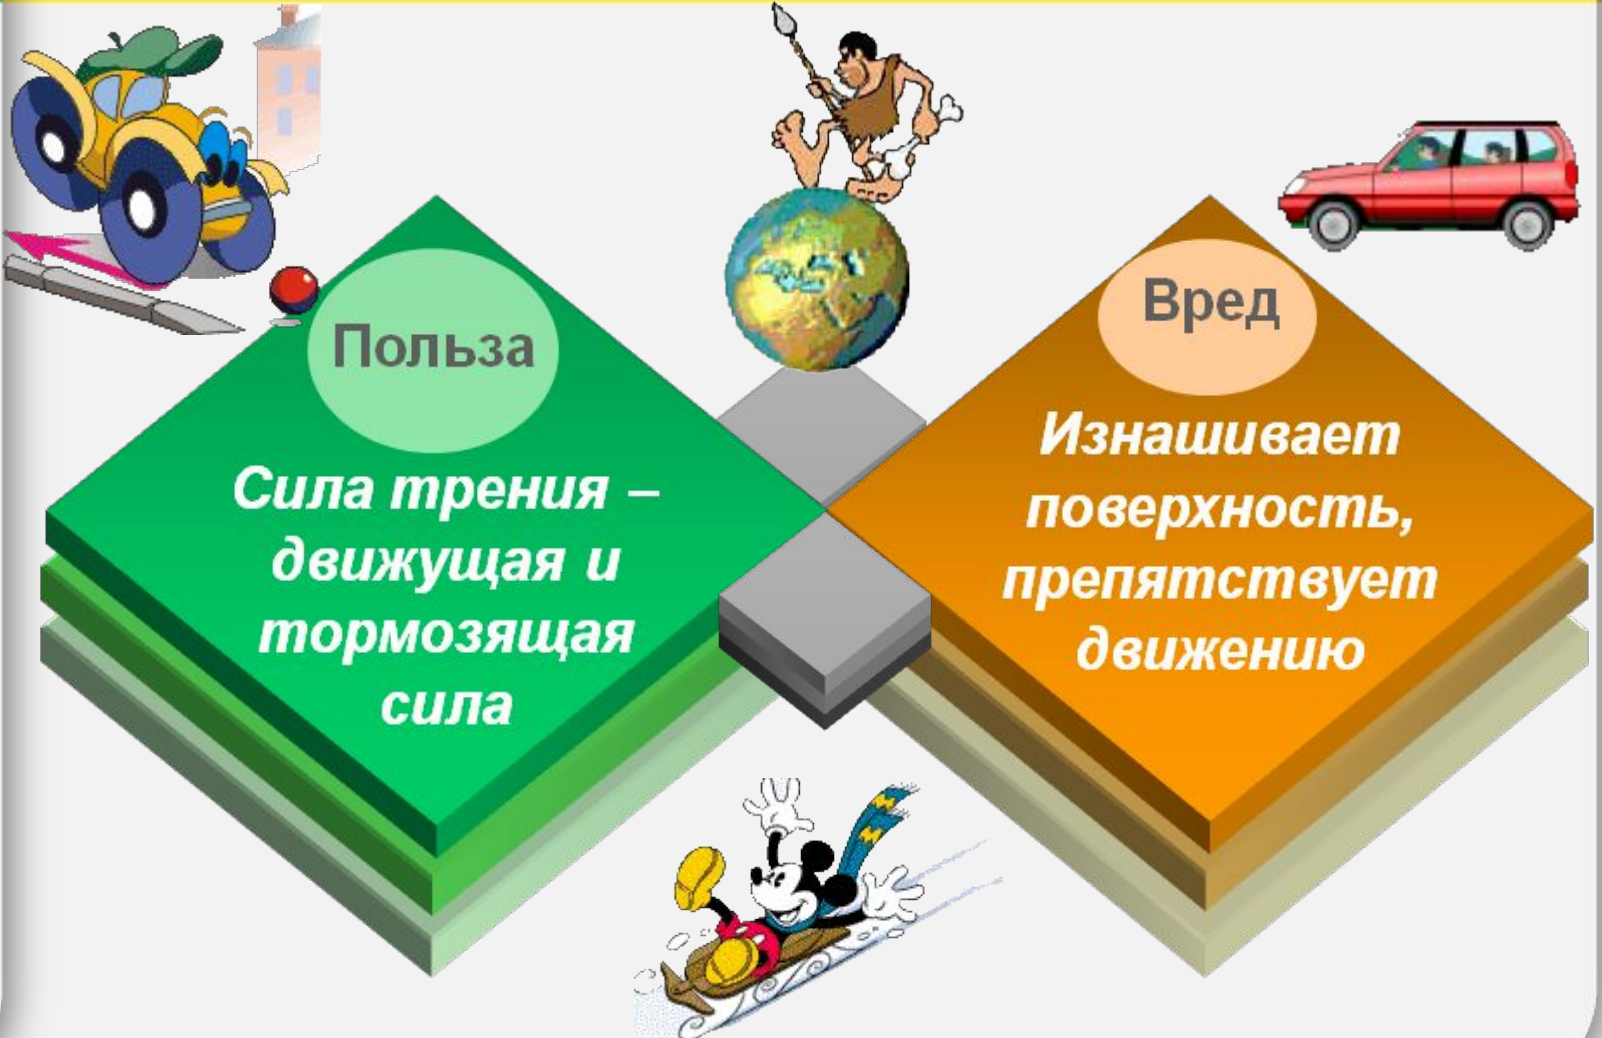 Польза
Сила трения –
движущая и
тормозящая
сила
Вред
Изнашивает
поверхность,
препятствует
движению